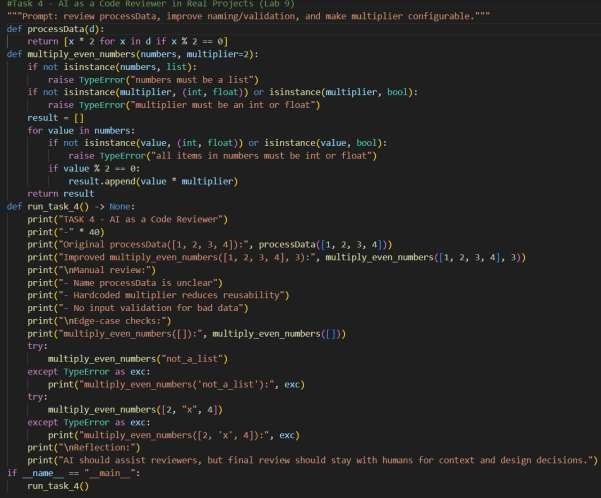 #Task 4 - AI as a Code Reviewer in Real Projects (Lab 9)
"""Prompt: review processData, improve naming/validation, and make multiplier configurable."""
def processData(d):
    return [x * 2 for x in d if x % 2 == 0]
def multiply_even_numbers(numbers, multiplier=2):
    if not isinstance(numbers, list):
        raise TypeError("numbers must be a list")
    if not isinstance(multiplier, (int, float)) or isinstance(multiplier, bool):
        raise TypeError("multiplier must be an int or float")
    result = []
    for value in numbers:
        if not isinstance(value, (int, float)) or isinstance(value, bool):
            raise TypeError("all items in numbers must be int or float")
        if value % 2 == 0:
            result.append(value * multiplier)
    return result
def run_task_4() -> None:
    print("TASK 4 - AI as a Code Reviewer")
    print("-" * 40)
    print("Original processData([1, 2, 3, 4]):", processData([1, 2, 3, 4]))
    print("Improved multiply_even_numbers([1, 2, 3, 4], 3):", multiply_even_numbers([1, 2, 3, 4], 3))
    print("\nManual review:")
    print("- Name processData is unclear")
    print("- Hardcoded multiplier reduces reusability")
    print("- No input validation for bad data")
    print("\nEdge-case checks:")
    print("multiply_even_numbers([]):", multiply_even_numbers([]))
    try:
        multiply_even_numbers("not_a_list")
    except TypeError as exc:
        print("multiply_even_numbers('not_a_list'):", exc)
    try:
        multiply_even_numbers([2, "x", 4])
    except TypeError as exc:
        print("multiply_even_numbers([2, 'x', 4]):", exc)
    print("\nReflection:")
    print("AI should assist reviewers, but final review should stay with humans for context and design decisions.")
if __name__ == "__main__":
    run_task_4()